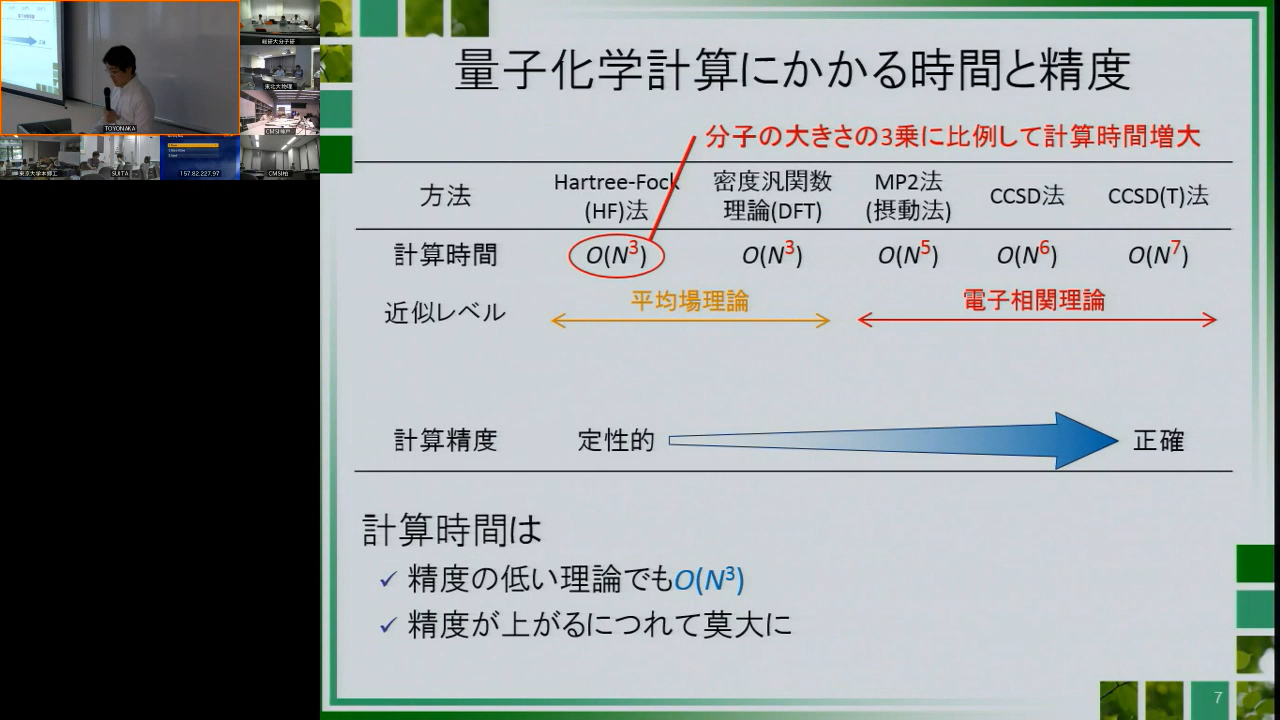 TOYONAKA
総研大分子研
東北大物理
CMSI神戸
東京大学本郷工
SUITA
157.82.227.97
CMSI柏
量子化学計算にかかる時間と精度
分子の大きさの3乗に比例して計算時間増大
方法 Hartree-Fock (HF)法 密度汎関数理論(DFT) MP2法 (摂動法) CCSD法 CCSD(T)法
計算時間 O(N³) O(N³) O(N⁵) O(N⁶) O(N⁷)
近似レベル 平均場理論 電子相関理論
計算精度 定性的 正確
計算時間は
✓ 精度の低い理論でもO(N³)
✓ 精度が上がるにつれて莫大に
7